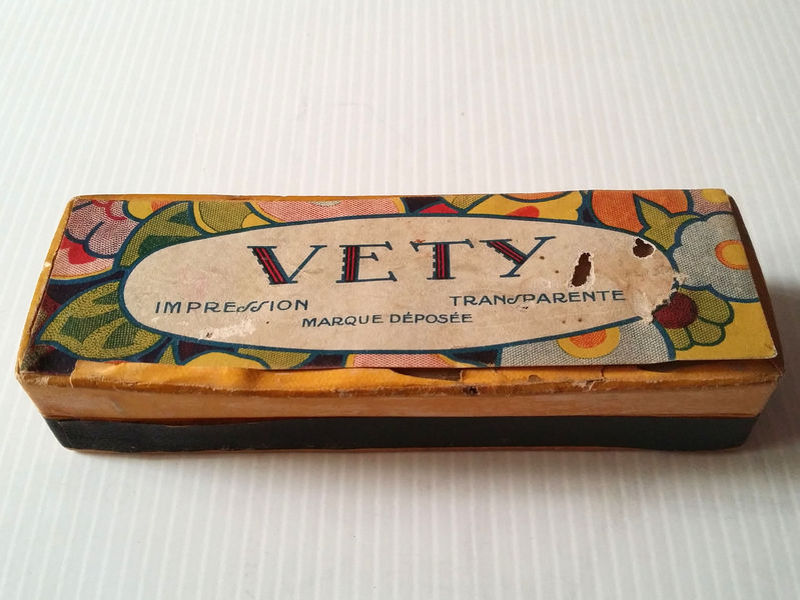 VETY
IMPRESSION TRANSPARENTE
MARQUE DÉPOSÉE